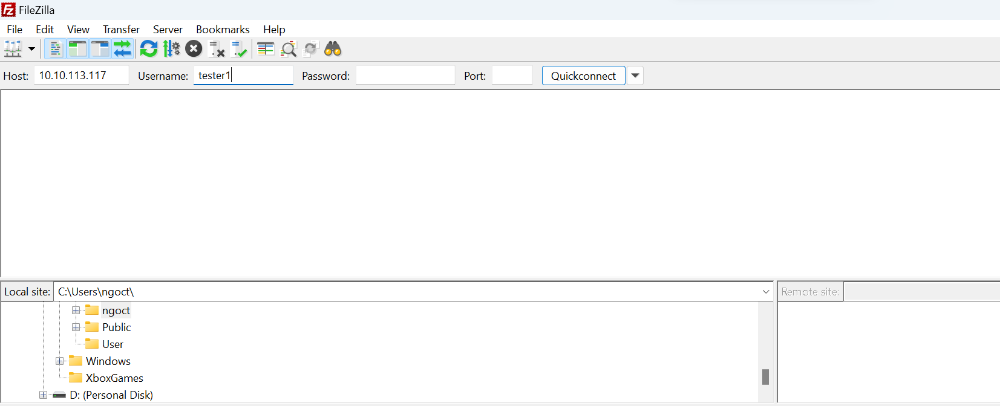 FileZilla
File Edit View Transfer Server Bookmarks Help
Host: 10.10.113.117 Username: tester1 Password: Port: Quickconnect
Local site: C:\Users\ngoct\ Remote site:
ngoct
Public
User
Windows
XboxGames
D: (Personal Disk)